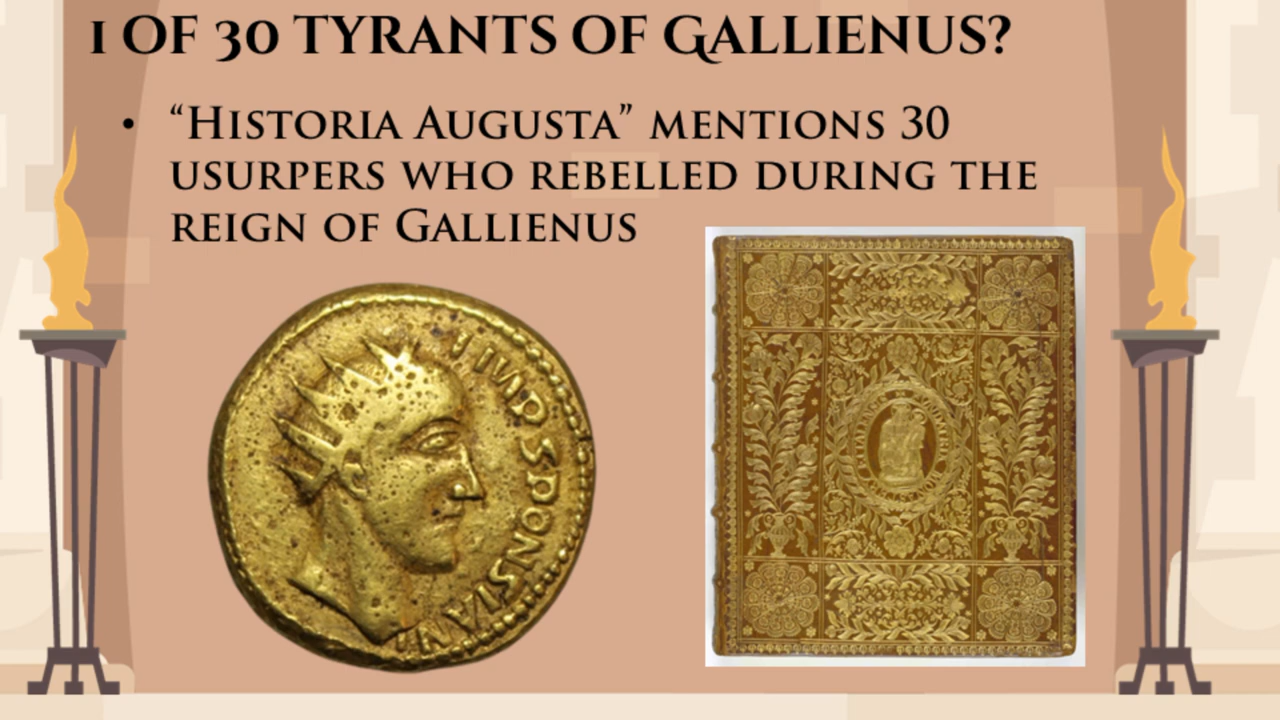 1 OF 30 TYRANTS OF GALLIENUS?
• “HISTORIA AUGUSTA” MENTIONS 30
USURPERS WHO REBELLED DURING THE
REIGN OF GALLIENUS
IMP SPONSIANI